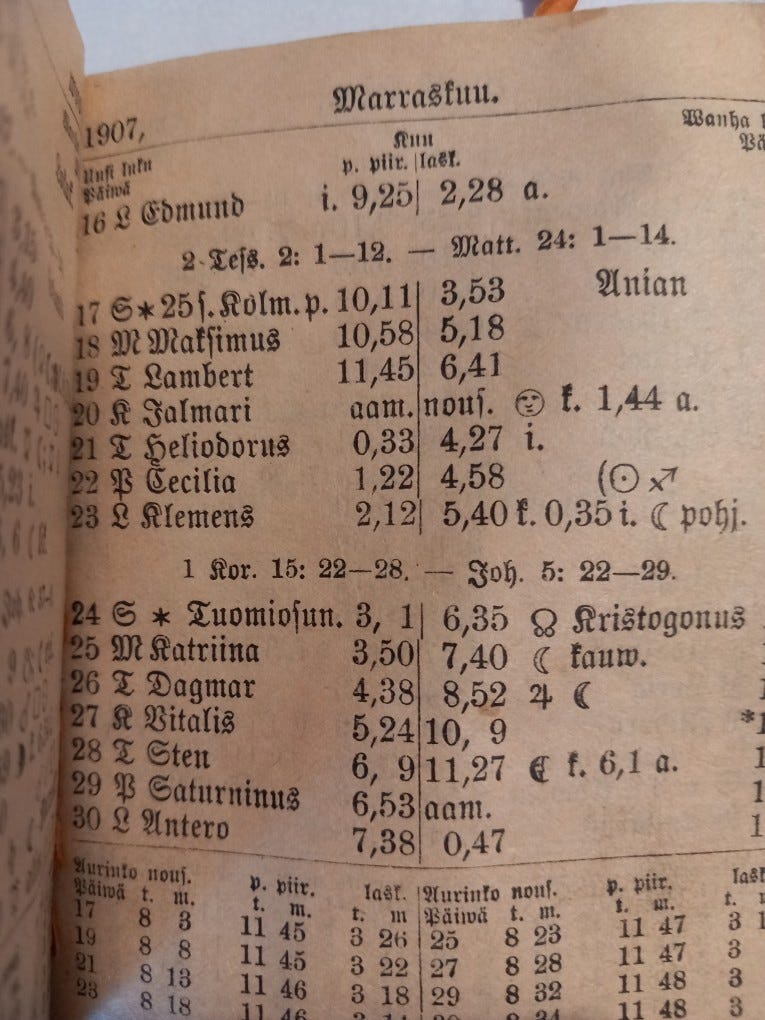 Marraskuu.
1907,
Wanha
Kuu
Uusi luku
Päiwä
p. piir. | lask.
16 L Edmund i. 9,25 2,28 a.
2 Tess. 2: 1—12. — Matt. 24: 1—14.
17 S * 25 s. Kolm. p. 10,11 3,53 Anian
18 M Maksimus 10,58 5,18
19 T Lambert 11,45 6,41
20 K Jalmari aam. nous. k. 1,44 a.
21 T Heliodorus 0,33 4,27 i.
22 P Cecilia 1,22 4,58 (☉ ♐
23 L Klemens 2,12 5,40 k. 0,35 i. ☾ pohj.
1 Kor. 15: 22—28. — Joh. 5: 22—29.
24 S * Tuomiosun. 3, 1 6,35 ☊ Kristogonus
25 M Katriina 3,50 7,40 ☾ kauw.
26 T Dagmar 4,38 8,52 ♃ ☾
27 K Vitalis 5,24 10, 9
28 T Sten 6, 9 11,27 ☾ k. 6,1 a.
29 P Saturninus 6,53 aam.
30 L Antero 7,38 0,47
Aurinko nous. p. piir. lask. Aurinko nous. p. piir.
Päiwä t. m. t. m. t. m Päiwä t. m. t. m. t.
17 8 3 11 45 3 26 25 8 23 11 47 3
19 8 8 11 45 3 22 27 8 28 11 47 3
21 8 13 11 46 3 18 29 8 32 11 48 3
23 8 18 11 46 11 48 3